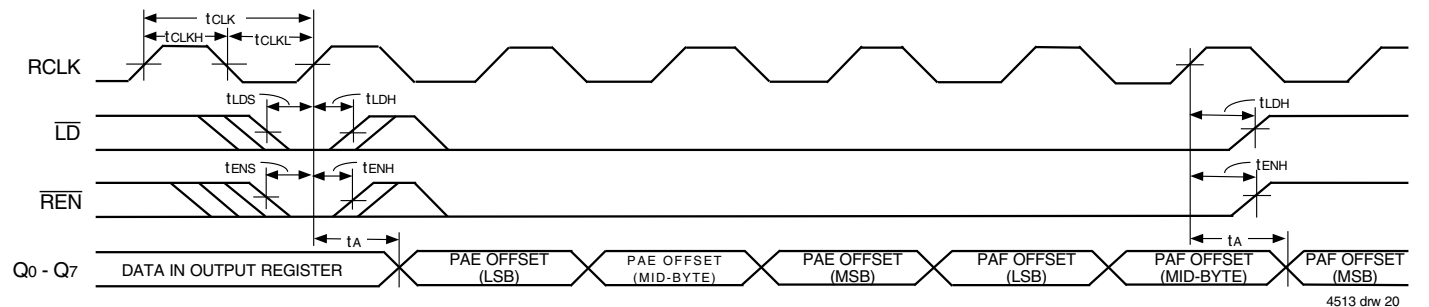 tCLK
tCLKH
tCLKL
RCLK
tLDS
tLDH
tLDH
LD
tENS
tENH
tENH
REN
tA
tA
Q0 - Q7
DATA IN OUTPUT REGISTER
PAE OFFSET
(LSB)
PAE OFFSET
(MID-BYTE)
PAE OFFSET
(MSB)
PAF OFFSET
(LSB)
PAF OFFSET
(MID-BYTE)
PAF OFFSET
(MSB)
4513 drw 20